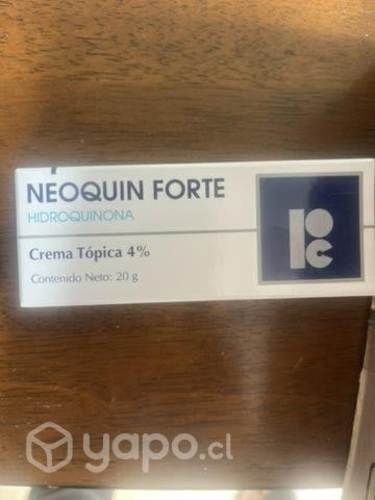 NEOQUIN FORTE
HIDROQUINONA
Crema Tópica 4%
Contenido Neto: 20 g
yapo.cl